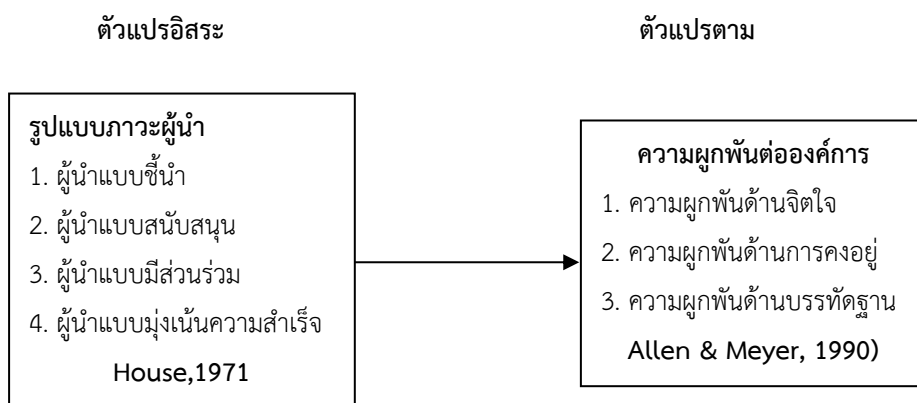 ตัวแปรอิสระ
ตัวแปรตาม
รูปแบบภาวะผู้นำ
1. ผู้นำแบบชี้นำ
2. ผู้นำแบบสนับสนุน
3. ผู้นำแบบมีส่วนร่วม
4. ผู้นำแบบมุ่งเน้นความสำเร็จ
House,1971
ความผูกพันต่อองค์การ
1. ความผูกพันด้านจิตใจ
2. ความผูกพันด้านการคงอยู่
3. ความผูกพันด้านบรรทัดฐาน
Allen & Meyer, 1990)